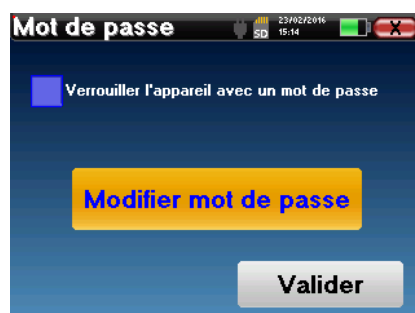 Mot de passe
SD
23/02/2016
15:14
X
Verrouiller l'appareil avec un mot de passe
Modifier mot de passe
Valider